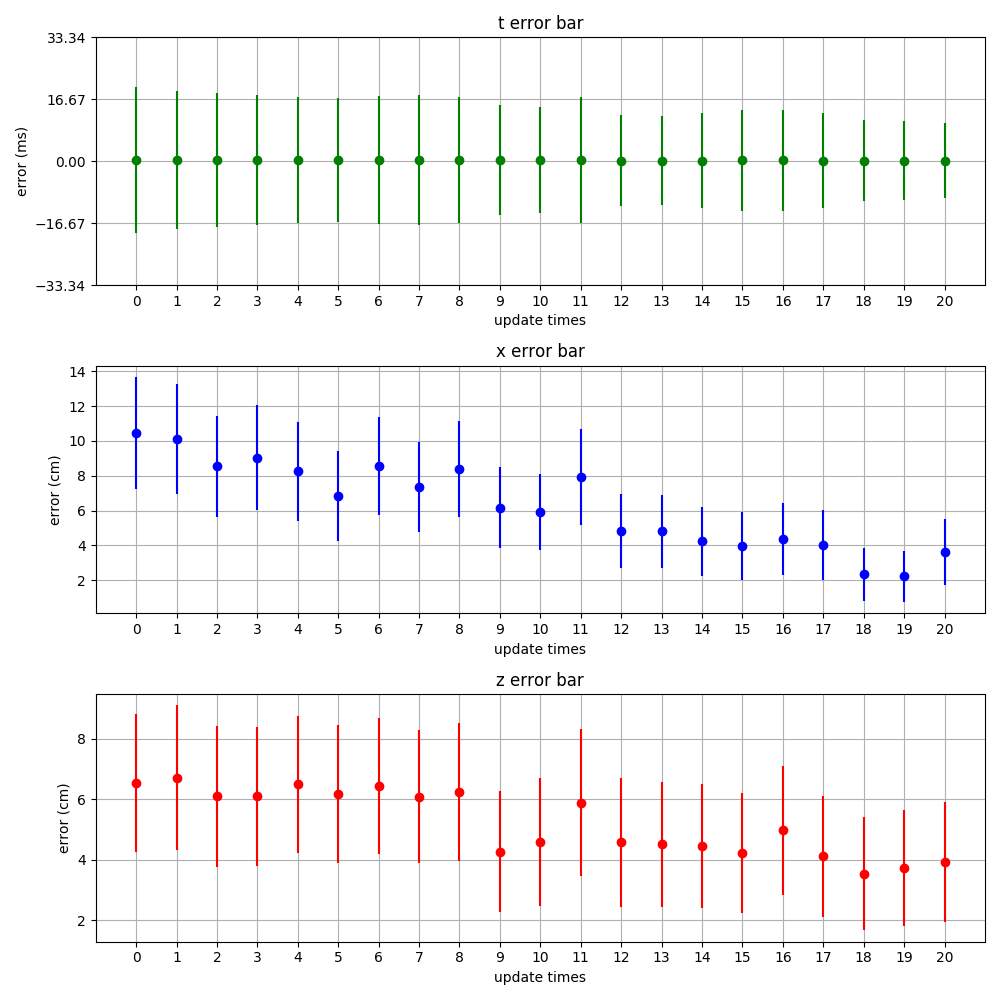 t error bar
33.34
16.67
0.00
−16.67
−33.34
error (ms)
0 1 2 3 4 5 6 7 8 9 10 11 12 13 14 15 16 17 18 19 20
update times
x error bar
14
12
10
8
6
4
2
error (cm)
0 1 2 3 4 5 6 7 8 9 10 11 12 13 14 15 16 17 18 19 20
update times
z error bar
8
6
4
2
error (cm)
0 1 2 3 4 5 6 7 8 9 10 11 12 13 14 15 16 17 18 19 20
update times